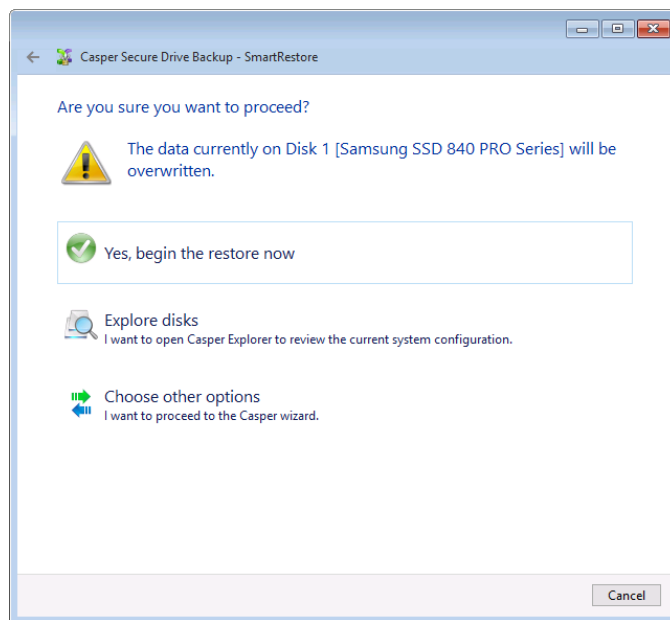 Casper Secure Drive Backup - SmartRestore
Are you sure you want to proceed?
The data currently on Disk 1 [Samsung SSD 840 PRO Series] will be
overwritten.
Yes, begin the restore now
Explore disks
I want to open Casper Explorer to review the current system configuration.
Choose other options
I want to proceed to the Casper wizard.
Cancel